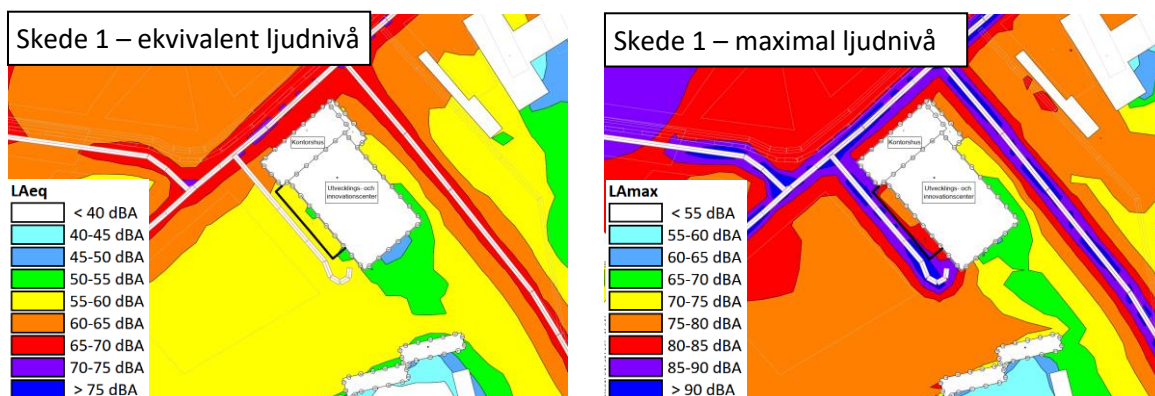 Skede 1 – ekvivalent ljudnivå
Kontorshus
Utvecklings- och
innovationscenter
LAeq
< 40 dBA
40-45 dBA
45-50 dBA
50-55 dBA
55-60 dBA
60-65 dBA
65-70 dBA
70-75 dBA
> 75 dBA
Skede 1 – maximal ljudnivå
Kontorshus
Utvecklings- och
innovationscenter
LAmax
< 55 dBA
55-60 dBA
60-65 dBA
65-70 dBA
70-75 dBA
75-80 dBA
80-85 dBA
85-90 dBA
> 90 dBA